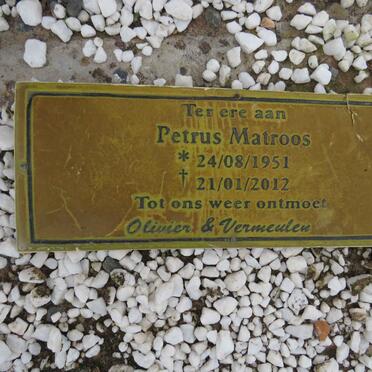 Ter ere aan
Petrus Matroos
* 24/08/1951
† 21/01/2012
Tot ons weer ontmoet
Olivier & Vermeulen